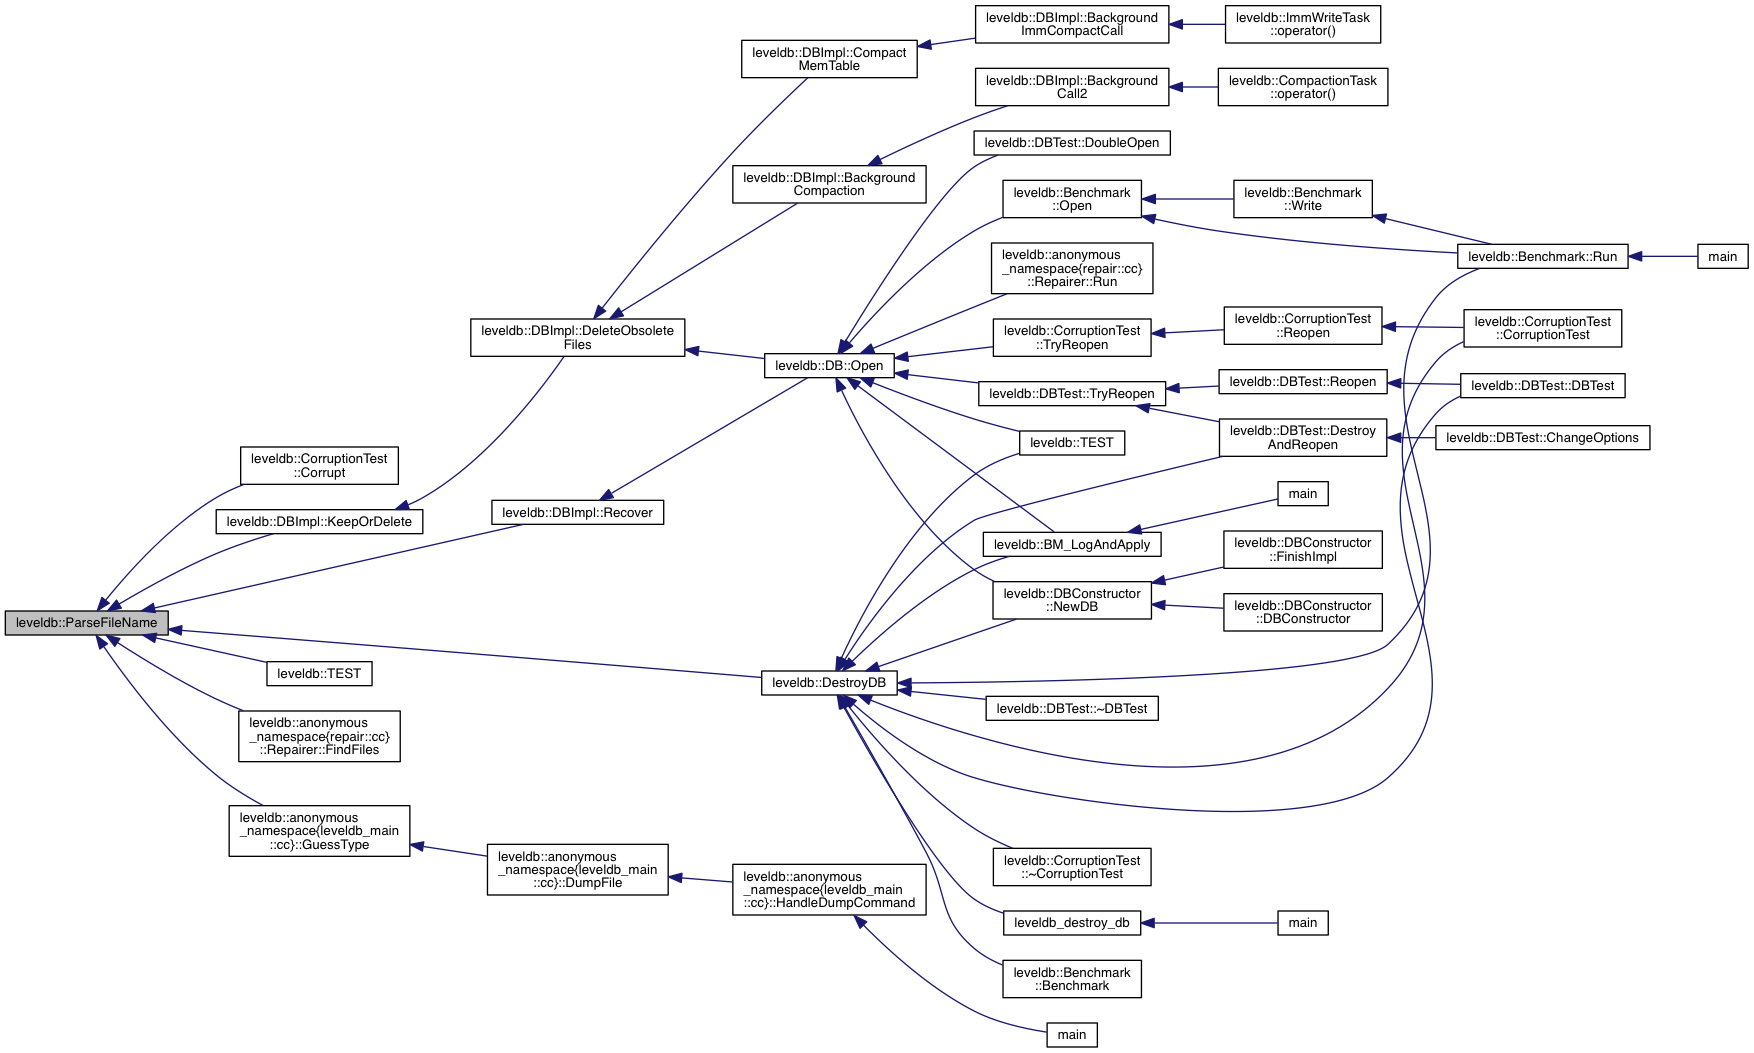 leveldb::DBImpl::Background
ImmCompactCall
leveldb::ImmWriteTask
::operator()
leveldb::DBImpl::Compact
MemTable
leveldb::DBImpl::Background
Call2
leveldb::CompactionTask
::operator()
leveldb::DBTest::DoubleOpen
leveldb::DBImpl::Background
Compaction
leveldb::Benchmark
::Open
leveldb::Benchmark
::Write
leveldb::Benchmark::Run
main
leveldb::anonymous
_namespace{repair::cc}
::Repairer::Run
leveldb::DBImpl::DeleteObsolete
Files
leveldb::CorruptionTest
::TryReopen
leveldb::CorruptionTest
::Reopen
leveldb::CorruptionTest
::CorruptionTest
leveldb::DB::Open
leveldb::DBTest::TryReopen
leveldb::DBTest::Reopen
leveldb::DBTest::DBTest
leveldb::TEST
leveldb::DBTest::Destroy
AndReopen
leveldb::DBTest::ChangeOptions
leveldb::CorruptionTest
::Corrupt
leveldb::DBImpl::KeepOrDelete
leveldb::DBImpl::Recover
main
leveldb::BM_LogAndApply
leveldb::DBConstructor
::FinishImpl
leveldb::DBConstructor
::NewDB
leveldb::DBConstructor
::DBConstructor
leveldb::ParseFileName
leveldb::TEST
leveldb::DestroyDB
leveldb::DBTest::~DBTest
leveldb::anonymous
_namespace{repair::cc}
::Repairer::FindFiles
leveldb::anonymous
_namespace{leveldb_main
::cc}::GuessType
leveldb::anonymous
_namespace{leveldb_main
::cc}::DumpFile
leveldb::anonymous
_namespace{leveldb_main
::cc}::HandleDumpCommand
leveldb::CorruptionTest
::~CorruptionTest
leveldb_destroy_db
main
leveldb::Benchmark
::Benchmark
main